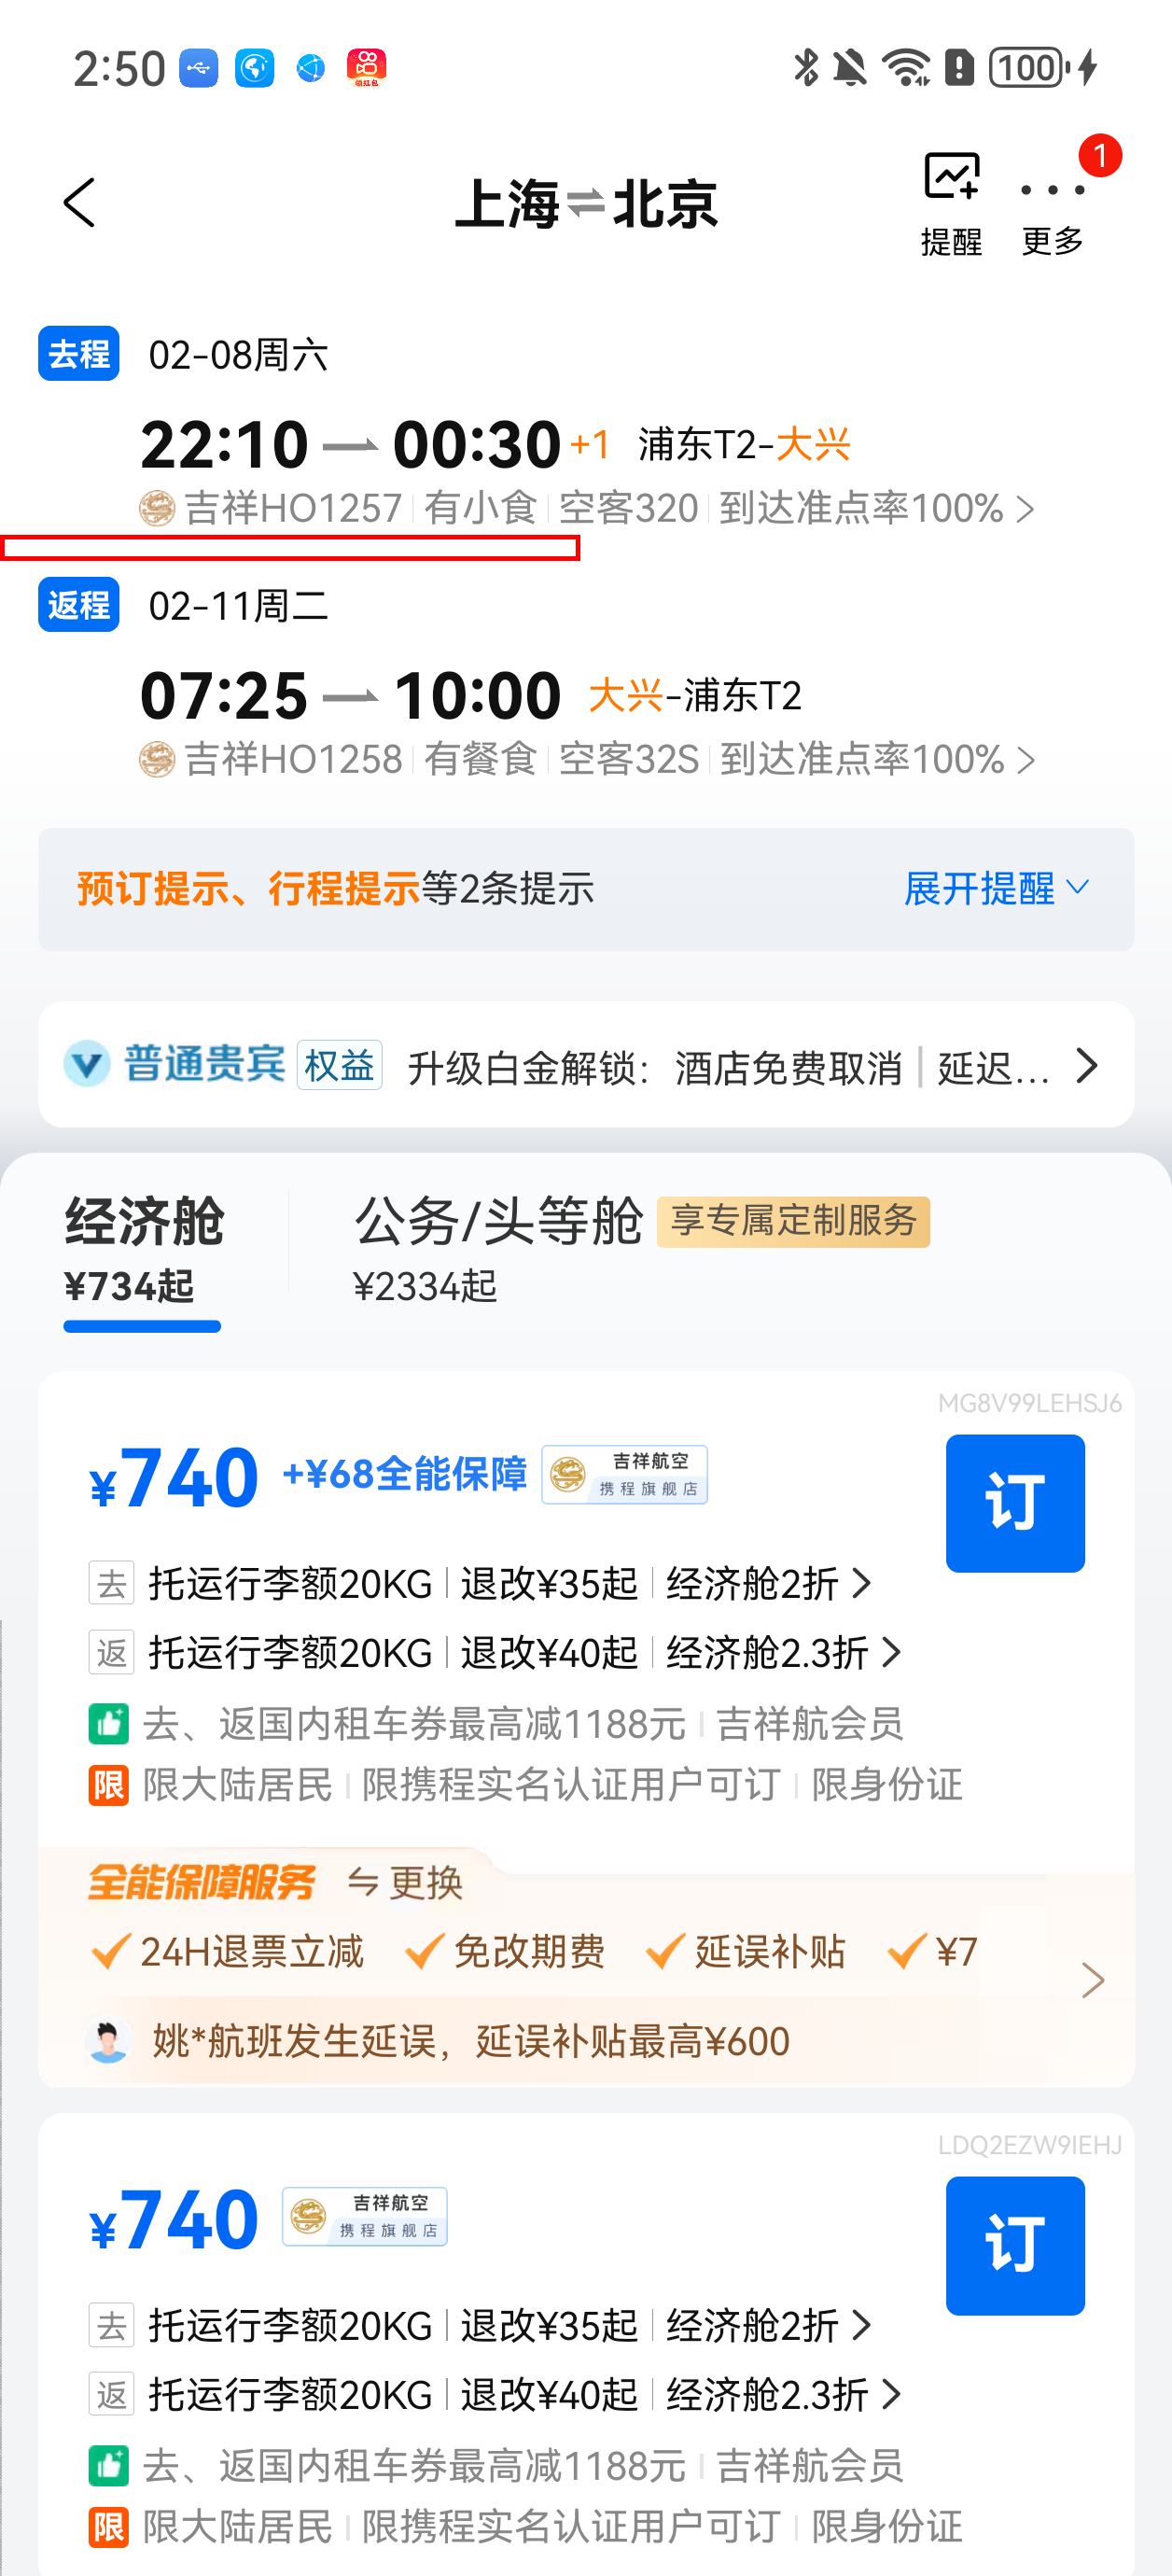 2:50 领红包 100
上海⇌北京
1
提醒 更多
去程 02-08周六
22:10 00:30 +1 浦东T2-大兴
吉祥HO1257 有小食 空客320 到达准点率100%
返程 02-11周二
07:25 10:00 大兴-浦东T2
吉祥HO1258 有餐食 空客32S 到达准点率100%
预订提示、行程提示等2条提示 展开提醒
普通贵宾 权益 升级白金解锁：酒店免费取消 | 延迟...
经济舱 公务/头等舱 享专属定制服务
¥734起 ¥2334起
MG8V99LEHSJ6
¥740 +¥68全能保障 吉祥航空 携程旗舰店 订
去 托运行李额20KG 退改¥35起 经济舱2折
返 托运行李额20KG 退改¥40起 经济舱2.3折
去、返国内租车券最高减1188元 吉祥航会员
限 限大陆居民 限携程实名认证用户可订 限身份证
全能保障服务 更换
24H退票立减 免改期费 延误补贴 ¥7
姚*航班发生延误，延误补贴最高¥600
LDQ2EZW9IEHJ
¥740 吉祥航空 携程旗舰店 订
去 托运行李额20KG 退改¥35起 经济舱2折
返 托运行李额20KG 退改¥40起 经济舱2.3折
去、返国内租车券最高减1188元 吉祥航会员
限 限大陆居民 限携程实名认证用户可订 限身份证